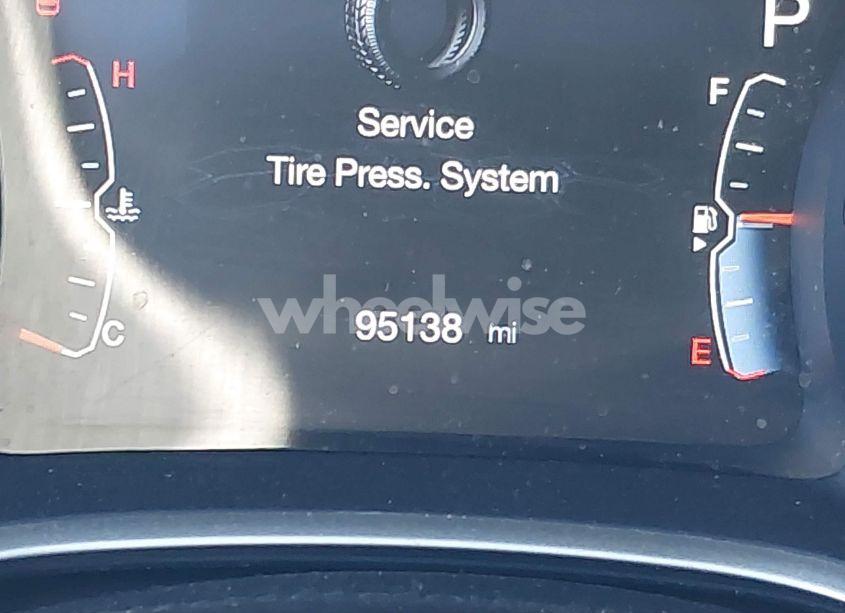 P
H
F
Service
Tire Press. System
wheelwise
95138 mi
C
E